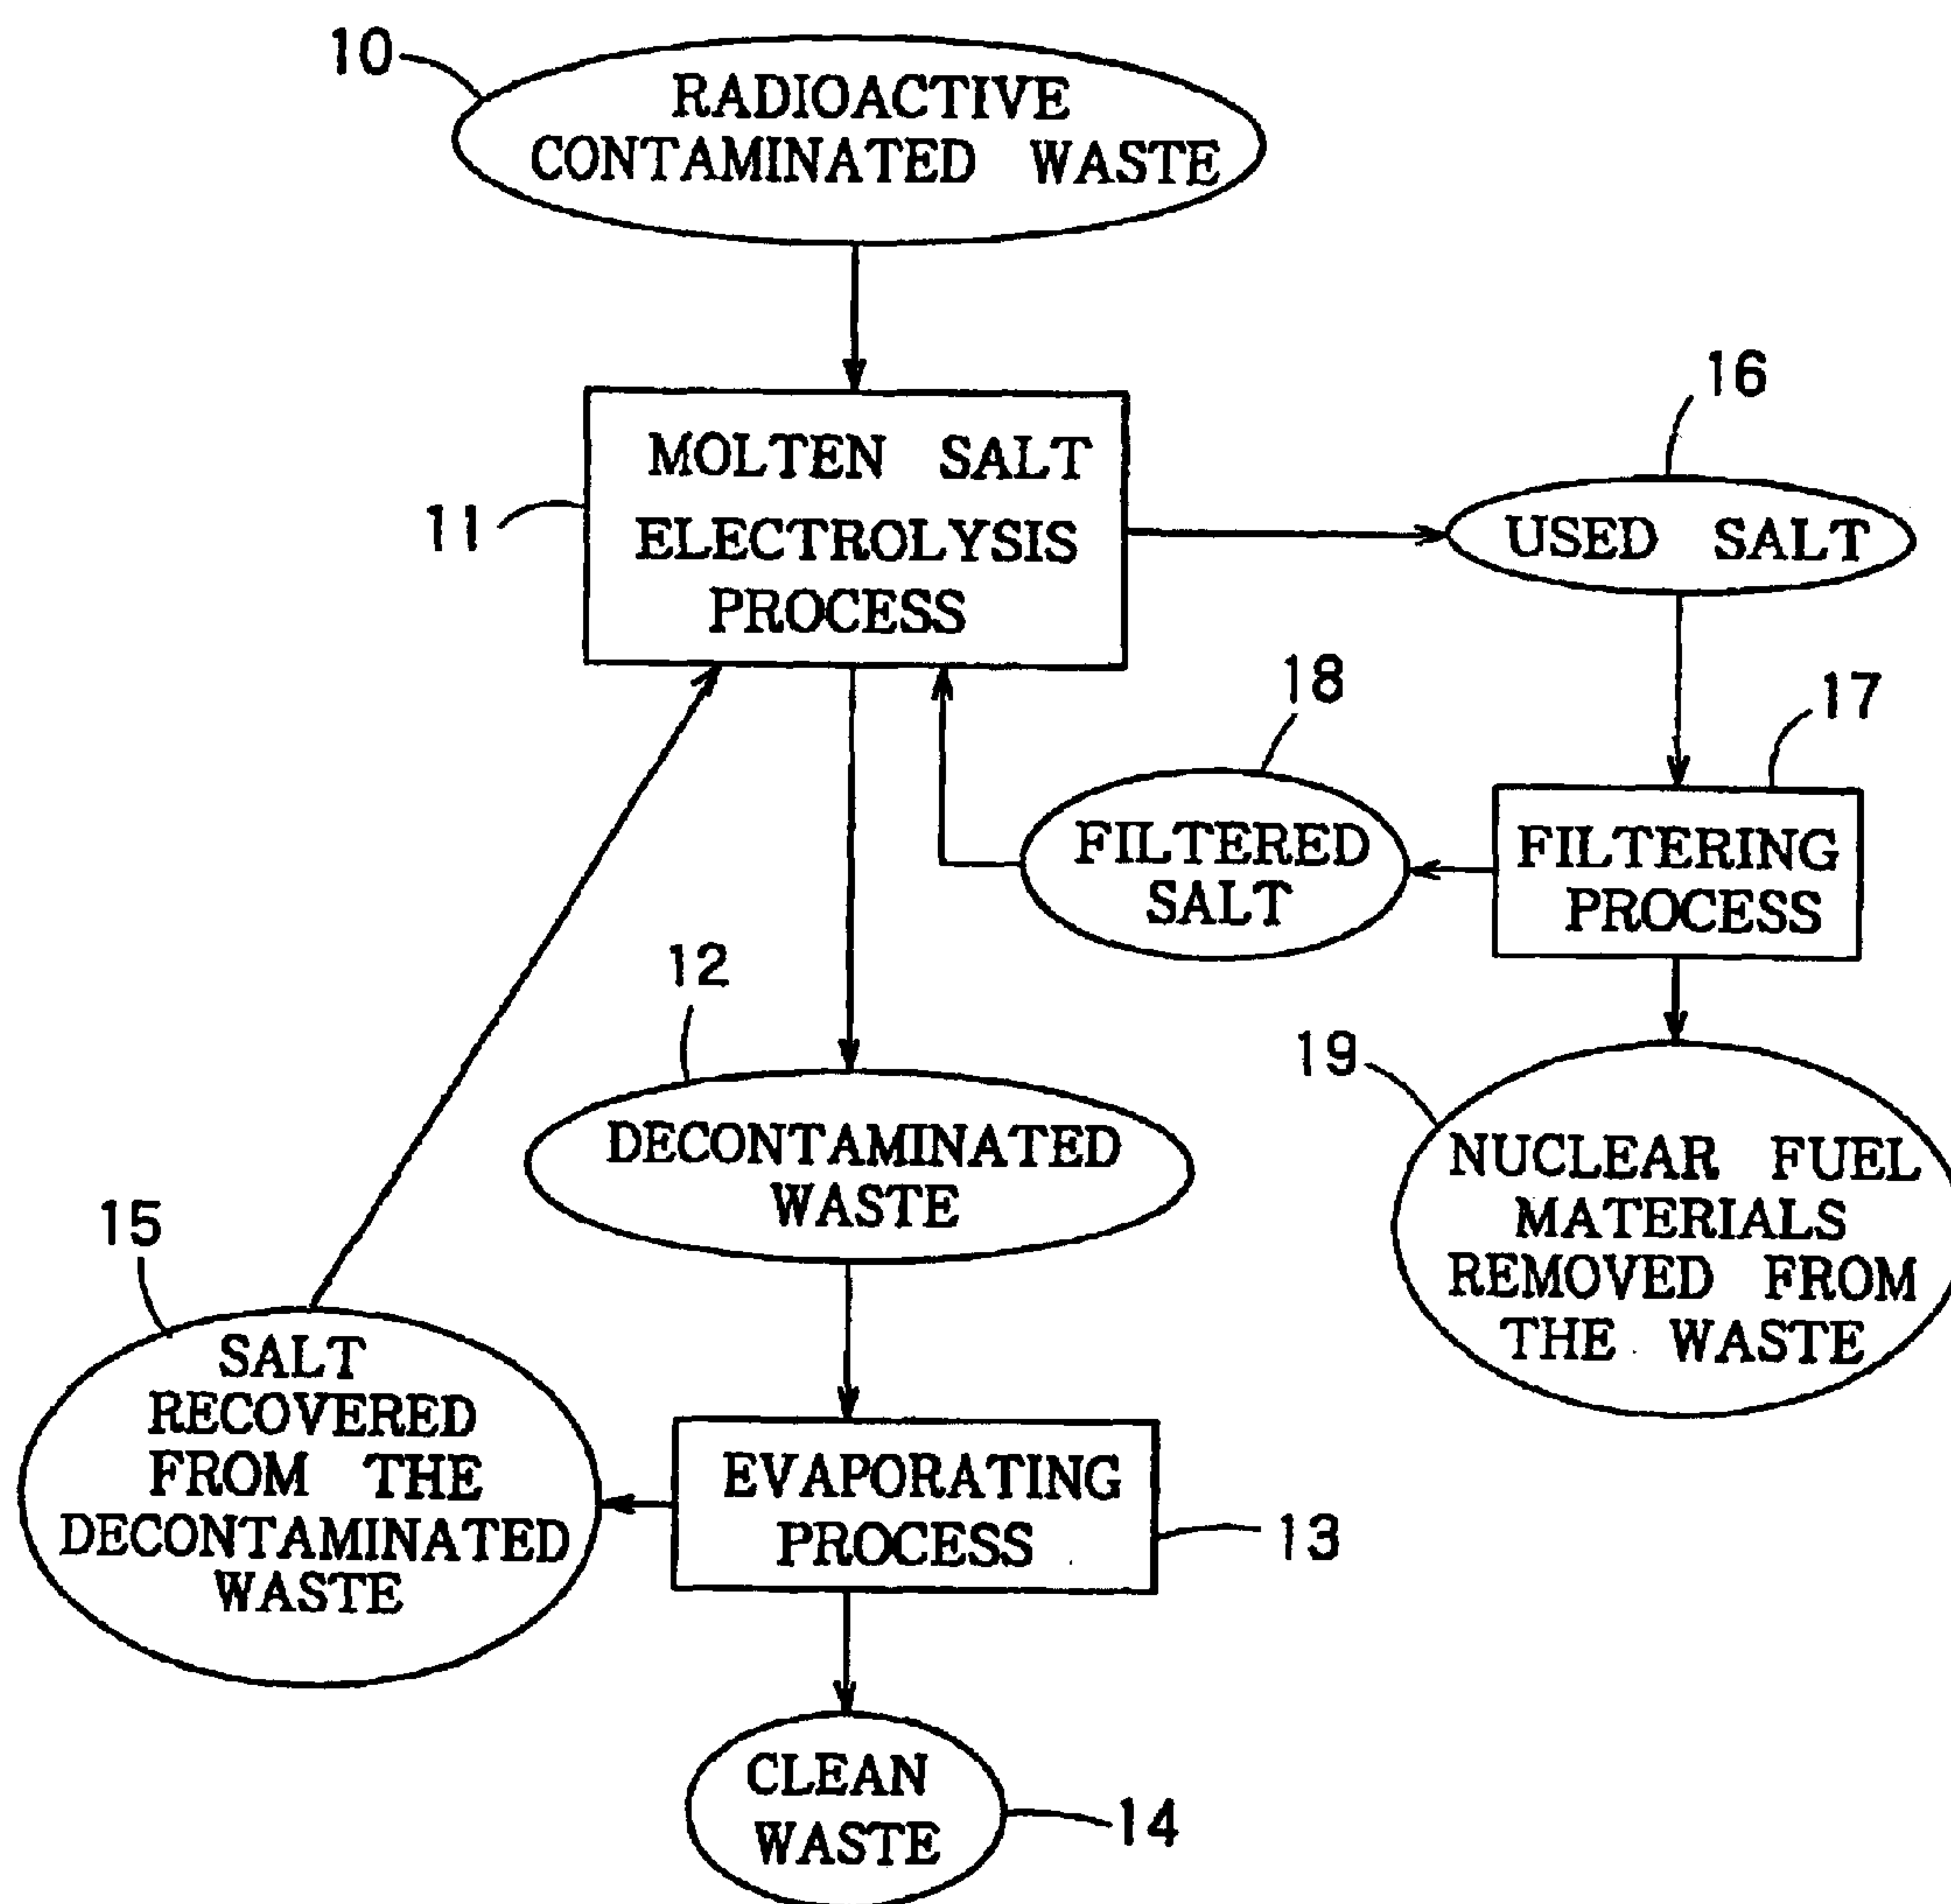 10
RADIOACTIVE
CONTAMINATED WASTE
11
MOLTEN SALT
ELECTROLYSIS
PROCESS
16
USED SALT
18
FILTERED
SALT
17
FILTERING
PROCESS
12
DECONTAMINATED
WASTE
19
NUCLEAR FUEL
MATERIALS
REMOVED FROM
THE WASTE
15
SALT
RECOVERED
FROM THE
DECONTAMINATED
WASTE
EVAPORATING
PROCESS
13
CLEAN
WASTE
14